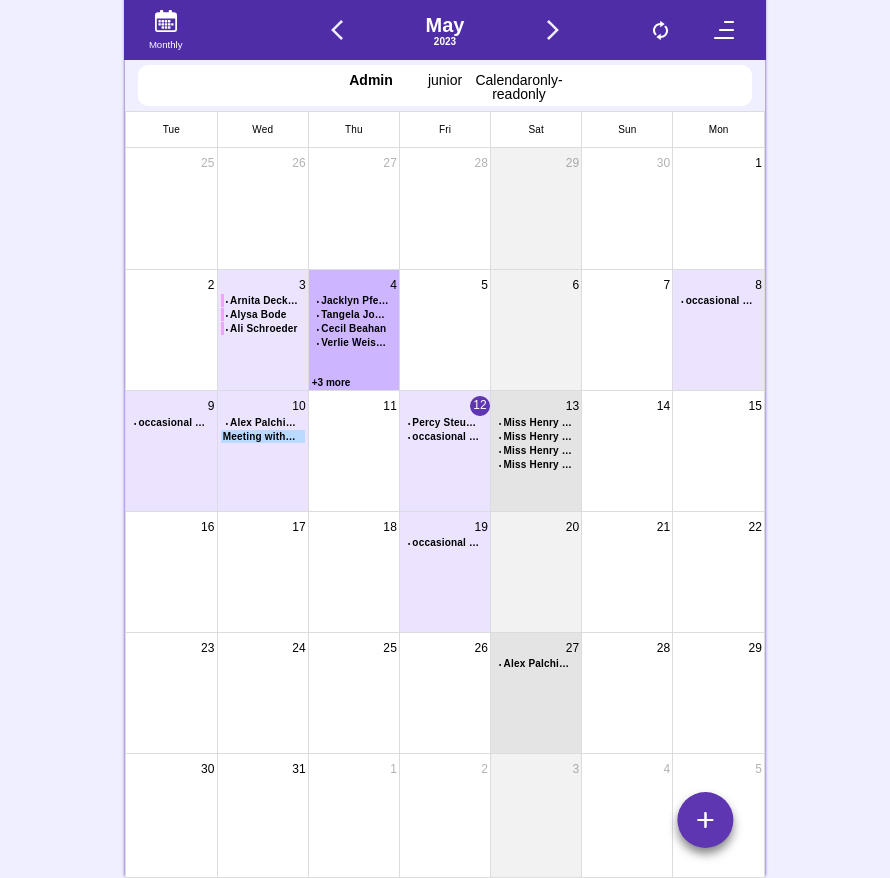 May
Monthly
2023
Admin junior Calendaronly-
readonly
Tue Wed Thu Fri Sat Sun Mon
25 26 27 28 29 30 1
2 3 4 5 6 7 8
Arnita Deck… Jacklyn Pfe… occasional …
Alysa Bode Tangela Jo…
Ali Schroeder Cecil Beahan
Verlie Weis…
+3 more
9 10 11 12 13 14 15
occasional … Alex Palchi… Percy Steu… Miss Henry …
Meeting with… occasional … Miss Henry …
Miss Henry …
Miss Henry …
16 17 18 19 20 21 22
occasional …
23 24 25 26 27 28 29
Alex Palchi…
30 31 1 2 3 4 5
+